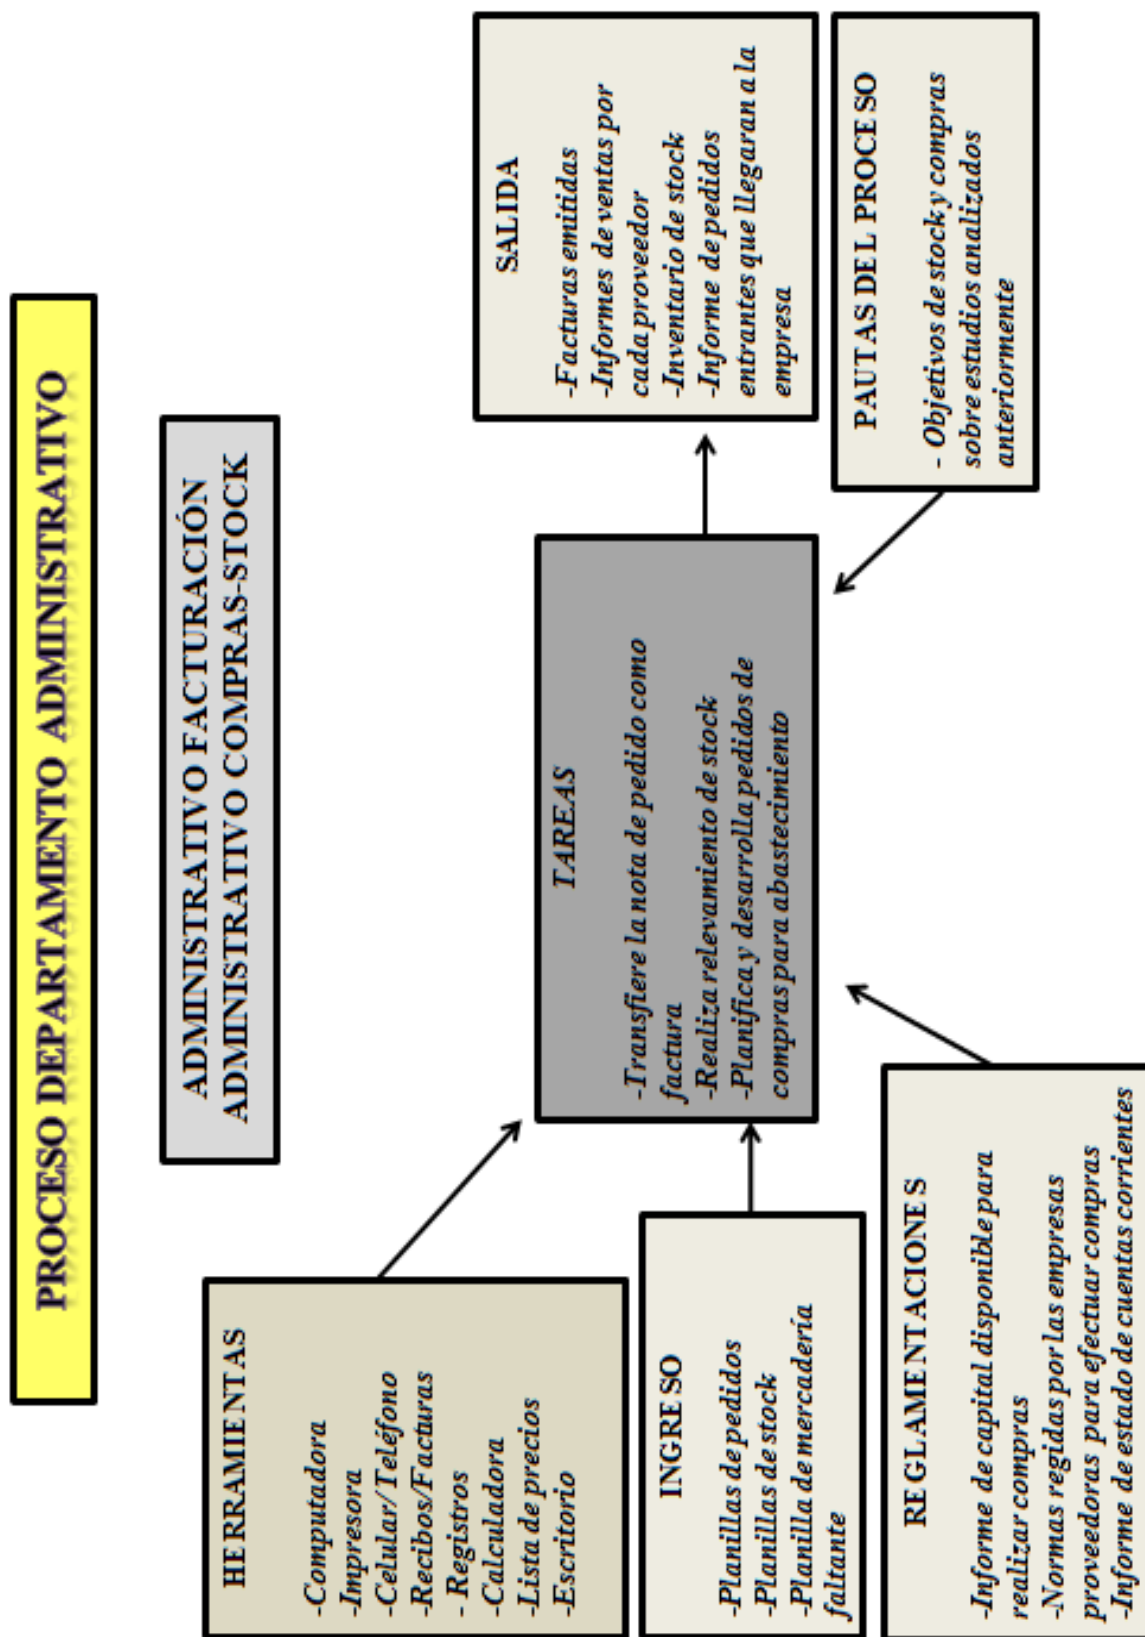 PROCESO DEPARTAMENTO ADMINISTRATIVO
ADMINISTRATIVO FACTURACIÓN
ADMINISTRATIVO COMPRAS-STOCK
HERRAMIENTAS
-Computadora
-Impresora
-Celular/Teléfono
-Recibos/Facturas
- Registros
-Calculadora
-Lista de precios
-Escritorio
INGRESO
-Planillas de pedidos
-Planillas de stock
-Planilla de mercadería
faltante
REGLAMENTACIONES
-Informe de capital disponible para
realizar compras
-Normas regidas por las empresas
proveedoras para efectuar compras
-Informe de estado de cuentas corrientes
TAREAS
-Transfiere la nota de pedido como
factura
-Realiza relevamiento de stock
-Planifica y desarrolla pedidos de
compras para abastecimiento
SALIDA
-Facturas emitidas
-Informes de ventas por
cada proveedor
-Inventario de stock
-Informe de pedidos
entrantes que llegaran a la
empresa
PAUTAS DEL PROCESO
- Objetivos de stock y compras
sobre estudios analizados
anteriormente